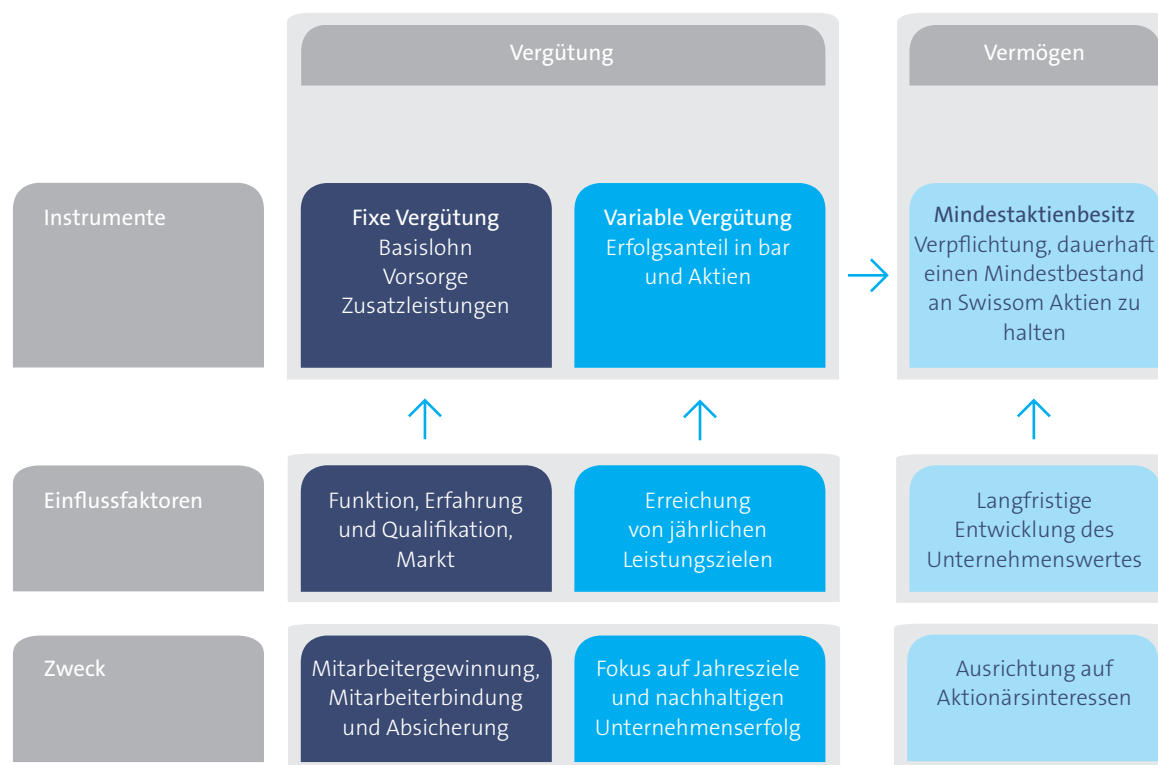 Vergütung
Vermögen
Instrumente
Fixe Vergütung
Basislohn
Vorsorge
Zusatzleistungen
Variable Vergütung
Erfolgsanteil in bar
und Aktien
Mindestaktienbesitz
Verpflichtung, dauerhaft
einen Mindestbestand
an Swissom Aktien zu
halten
Einflussfaktoren
Funktion, Erfahrung
und Qualifikation,
Markt
Erreichung
von jährlichen
Leistungszielen
Langfristige
Entwicklung des
Unternehmenswertes
Zweck
Mitarbeitergewinnung,
Mitarbeiterbindung
und Absicherung
Fokus auf Jahresziele
und nachhaltigen
Unternehmenserfolg
Ausrichtung auf
Aktionärsinteressen